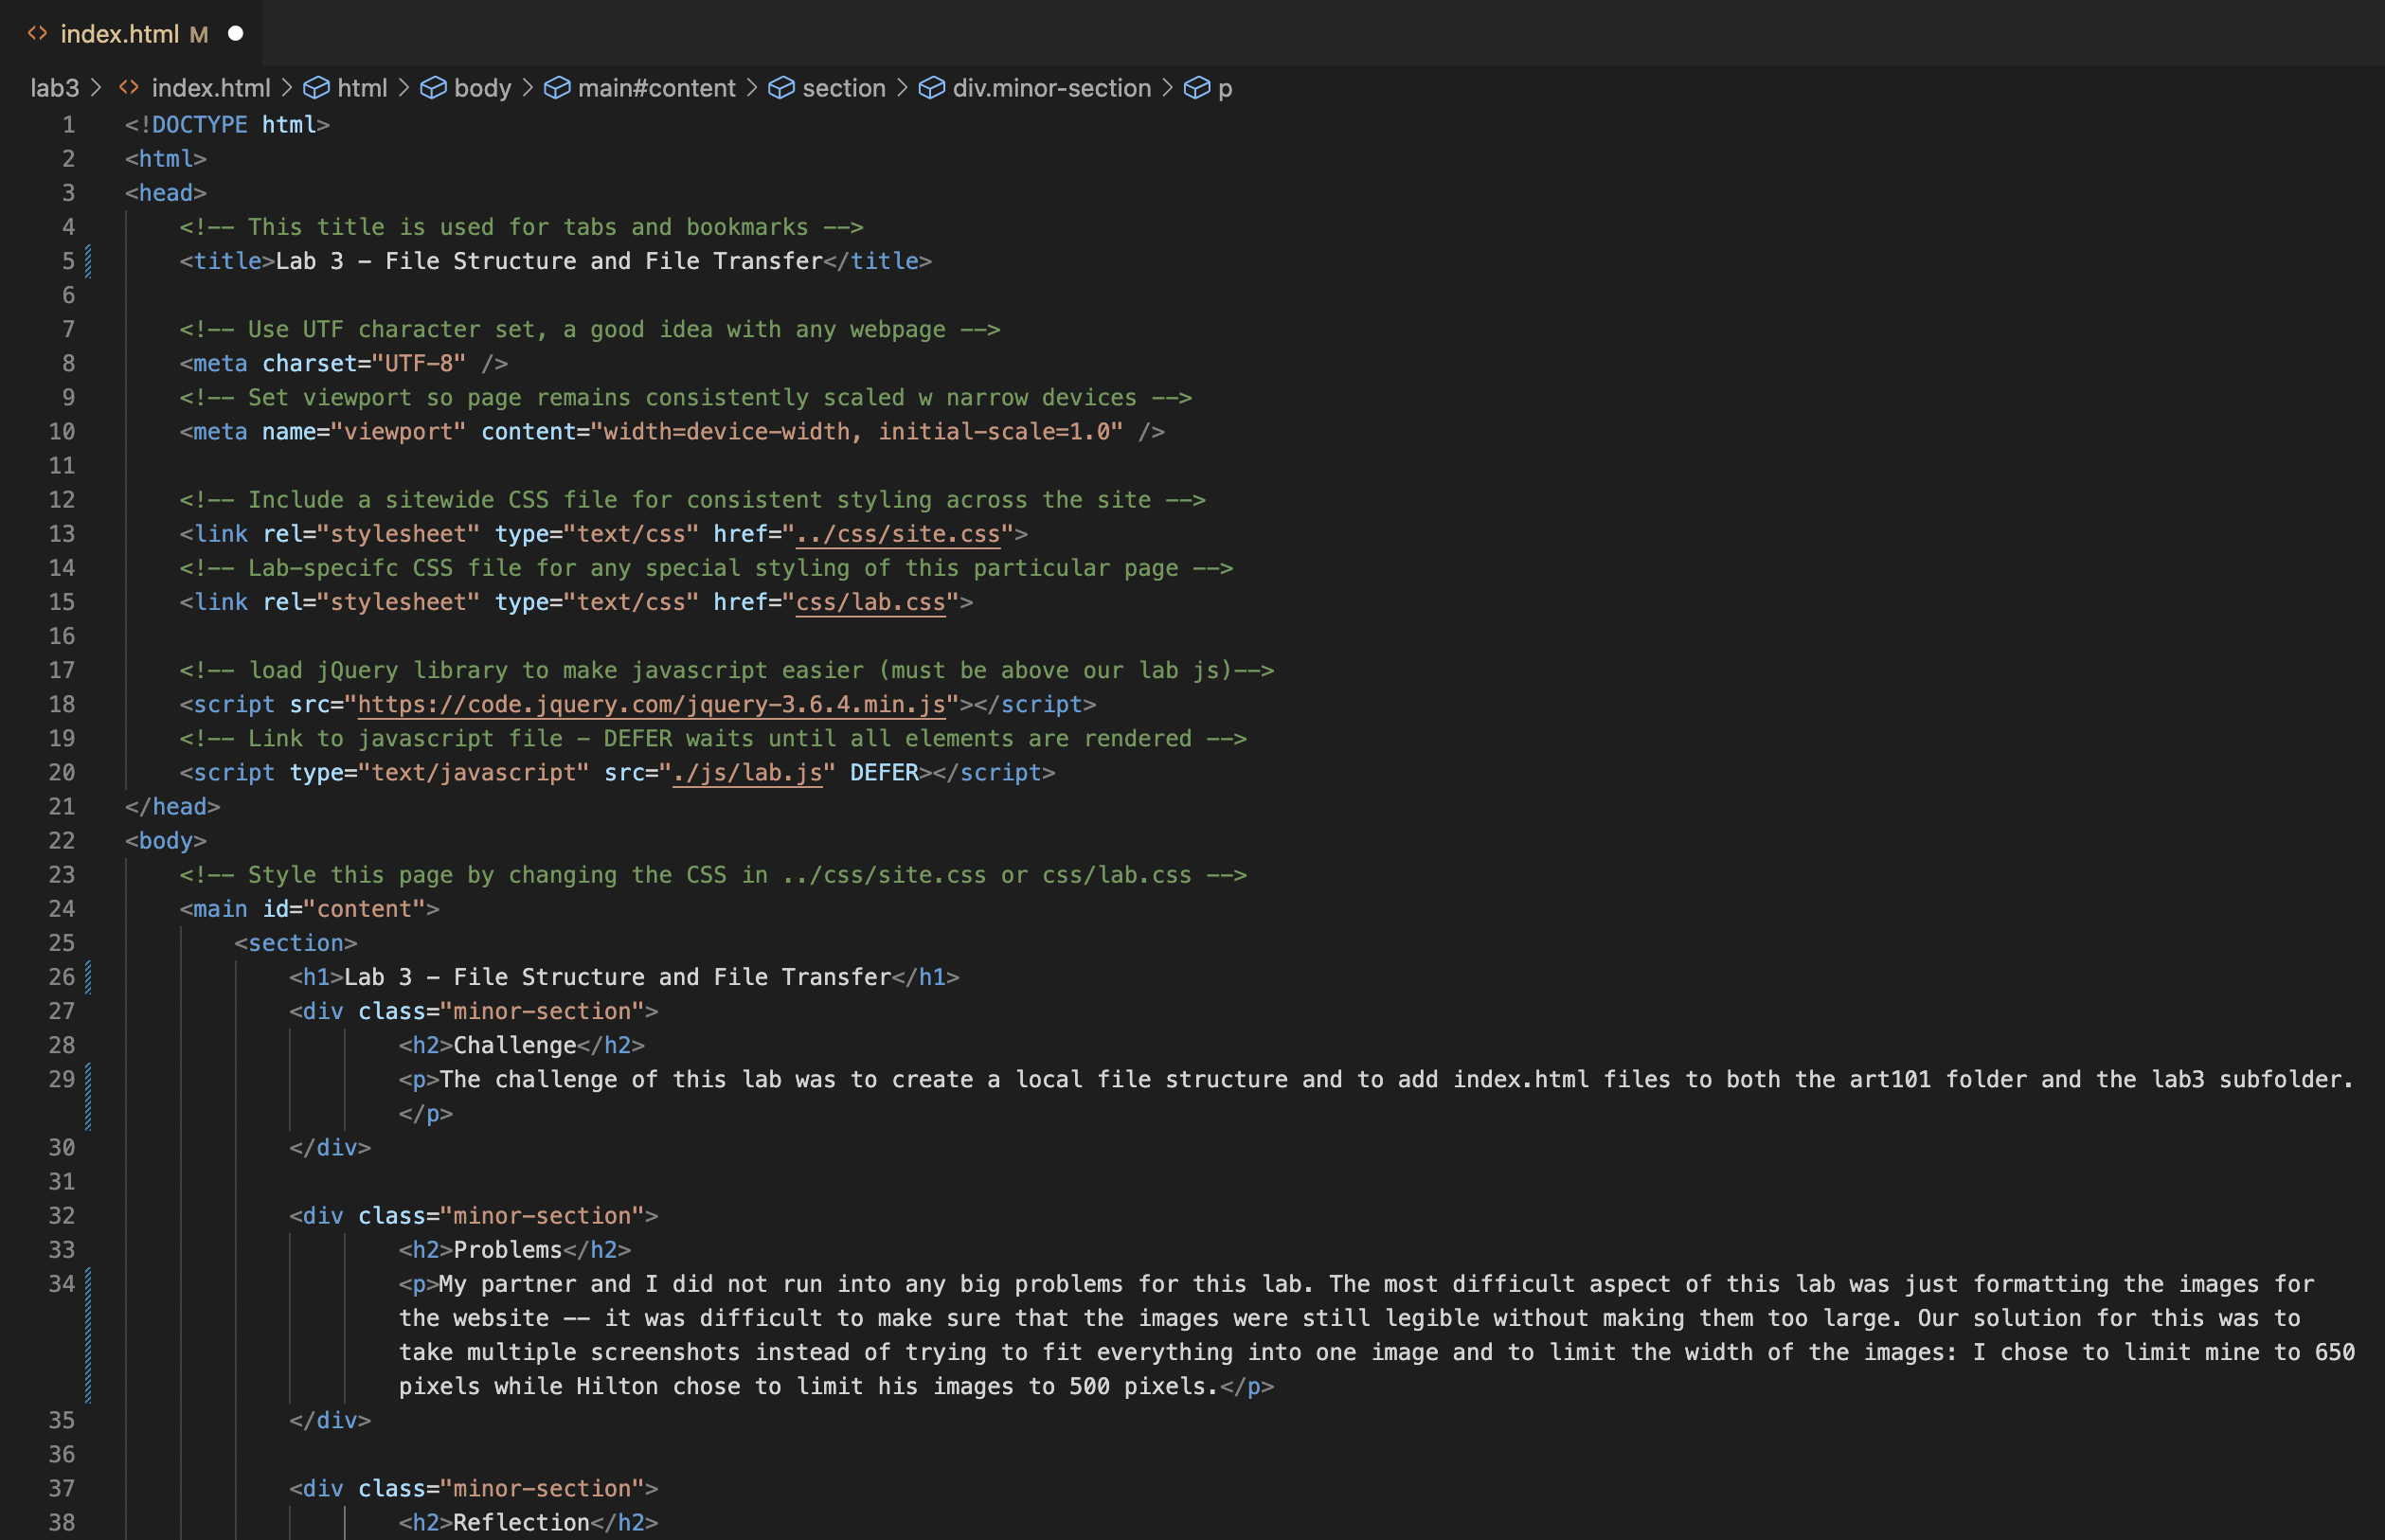 index.html M
lab3 > index.html > html > body > main#content > section > div.minor-section > p
1 <!DOCTYPE html>
2 <html>
3 <head>
4 <!-- This title is used for tabs and bookmarks -->
5 <title>Lab 3 - File Structure and File Transfer</title>
6
7 <!-- Use UTF character set, a good idea with any webpage -->
8 <meta charset="UTF-8" />
9 <!-- Set viewport so page remains consistently scaled w narrow devices -->
10 <meta name="viewport" content="width=device-width, initial-scale=1.0" />
11
12 <!-- Include a sitewide CSS file for consistent styling across the site -->
13 <link rel="stylesheet" type="text/css" href="../css/site.css">
14 <!-- Lab-specifc CSS file for any special styling of this particular page -->
15 <link rel="stylesheet" type="text/css" href="css/lab.css">
16
17 <!-- load jQuery library to make javascript easier (must be above our lab js)-->
18 <script src="https://code.jquery.com/jquery-3.6.4.min.js"></script>
19 <!-- Link to javascript file - DEFER waits until all elements are rendered -->
20 <script type="text/javascript" src="./js/lab.js" DEFER></script>
21 </head>
22 <body>
23 <!-- Style this page by changing the CSS in ../css/site.css or css/lab.css -->
24 <main id="content">
25 <section>
26 <h1>Lab 3 - File Structure and File Transfer</h1>
27 <div class="minor-section">
28 <h2>Challenge</h2>
29 <p>The challenge of this lab was to create a local file structure and to add index.html files to both the art101 folder and the lab3 subfolder.
</p>
30 </div>
31
32 <div class="minor-section">
33 <h2>Problems</h2>
34 <p>My partner and I did not run into any big problems for this lab. The most difficult aspect of this lab was just formatting the images for
the website -- it was difficult to make sure that the images were still legible without making them too large. Our solution for this was to
take multiple screenshots instead of trying to fit everything into one image and to limit the width of the images: I chose to limit mine to 650
pixels while Hilton chose to limit his images to 500 pixels.</p>
35 </div>
36
37 <div class="minor-section">
38 <h2>Reflection</h2>